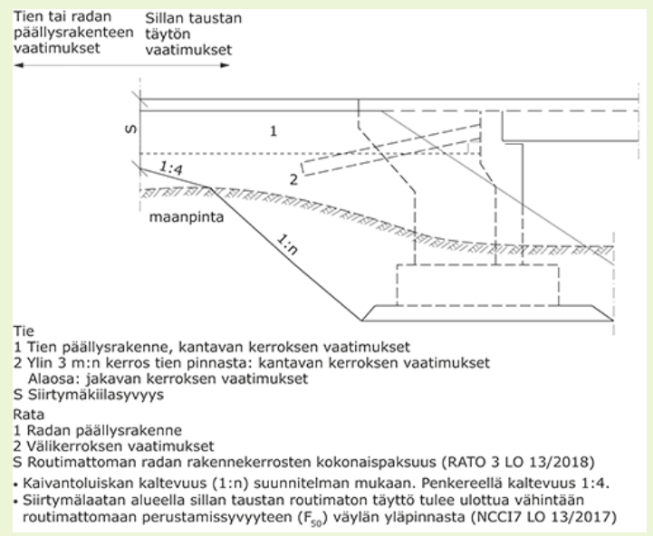 Tien tai radan
päällysrakenteen
vaatimukset
Sillan taustan
täytön
vaatimukset
S
1
1:4
2
maanpinta
1:n
Tie
1 Tien päällysrakenne, kantavan kerroksen vaatimukset
2 Ylin 3 m:n kerros tien pinnasta: kantavan kerroksen vaatimukset
Alaosa: jakavan kerroksen vaatimukset
S Siirtymäkiilasyvyys
Rata
1 Radan päällysrakenne
2 Välikerroksen vaatimukset
S Routimattoman radan rakennekerrosten kokonaispaksuus (RATO 3 LO 13/2018)
• Kaivantoluiskan kaltevuus (1:n) suunnitelman mukaan. Penkereellä kaltevuus 1:4.
• Siirtymälaatan alueella sillan taustan routimaton täyttö tulee ulottua vähintään
routimattomaan perustamissyvyyteen (F50) väylän yläpinnasta (NCCI7 LO 13/2017)